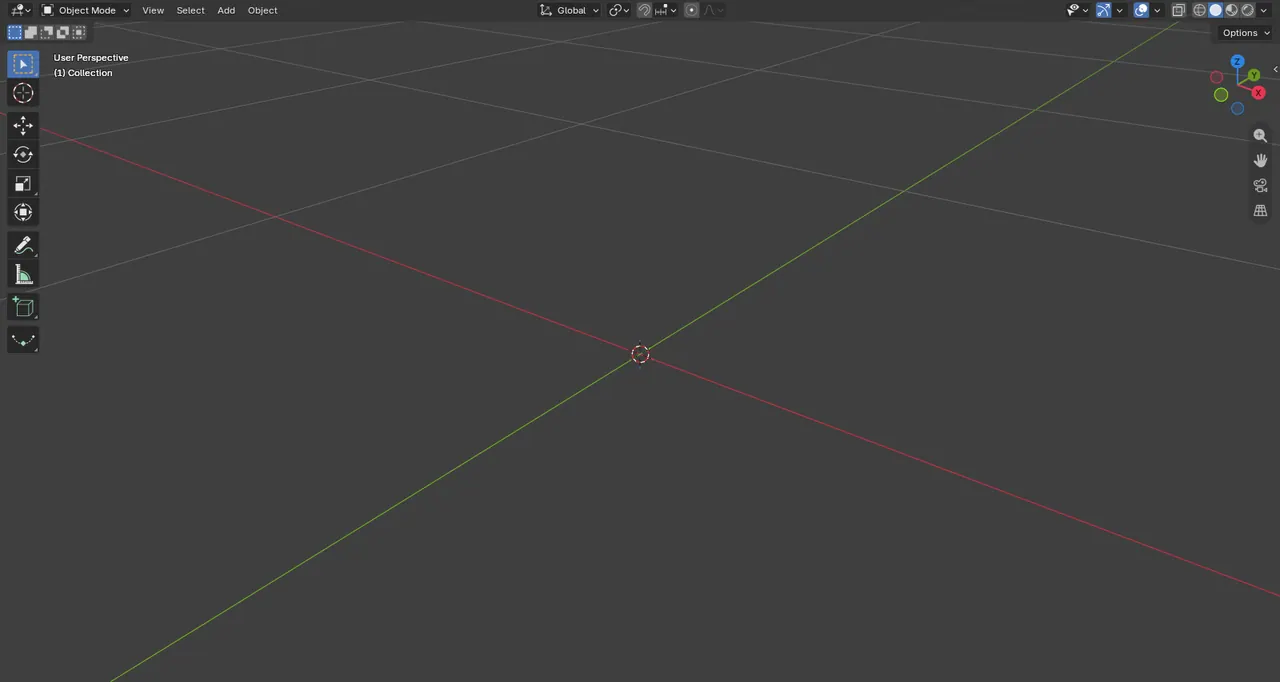 Object Mode View Select Add Object Global
Options
User Perspective
(1) Collection
Z
Y
X